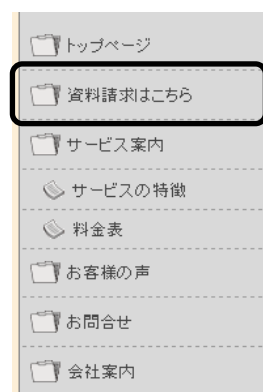 トップページ
資料請求はこちら
サービス案内
サービスの特徴
料金表
お客様の声
お問合せ
会社案内